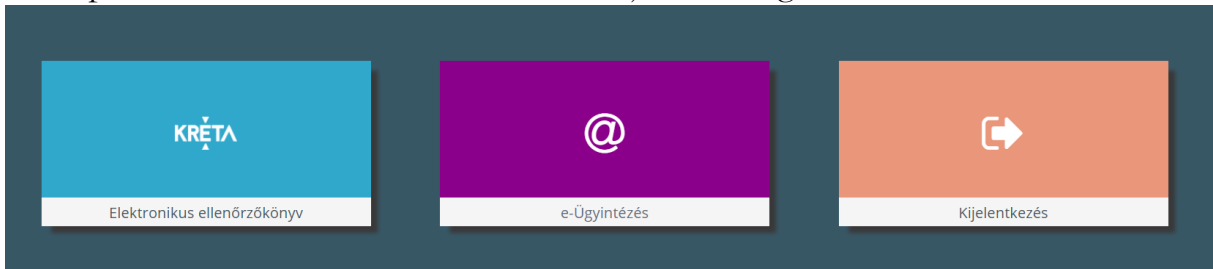 KRÉTA
@
Elektronikus ellenőrzőkönyv
e-Ügyintézés
Kijelentkezés